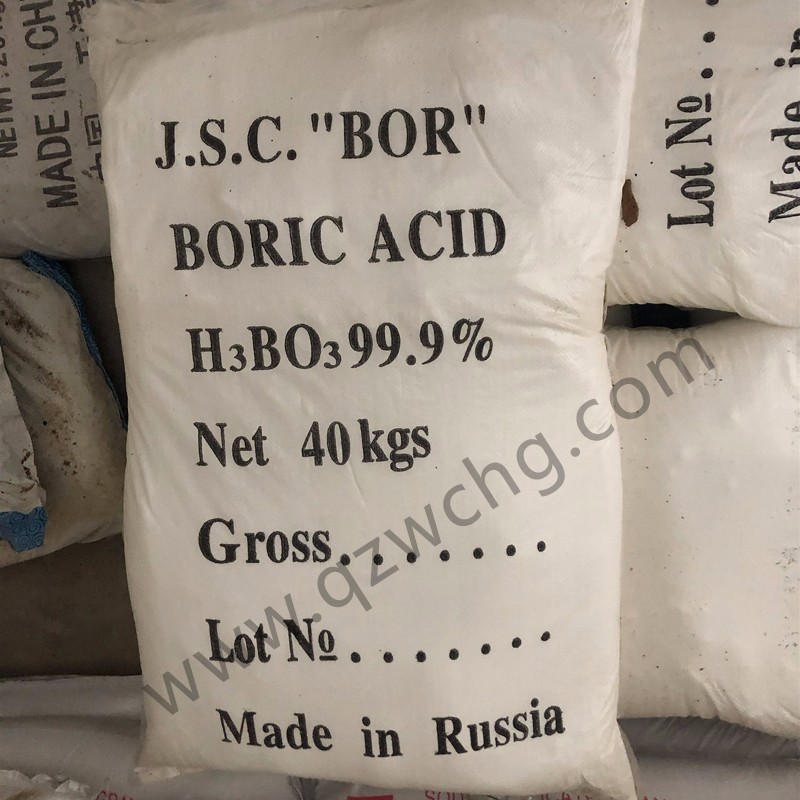 J.S.C. "BOR"
BORIC ACID
H₃BO₃ 99.9%
Net 40 kgs
Gross........
Lot №........
Made in Russia
www.qzwchg.com
MADE IN CH
Lot №...
Made in